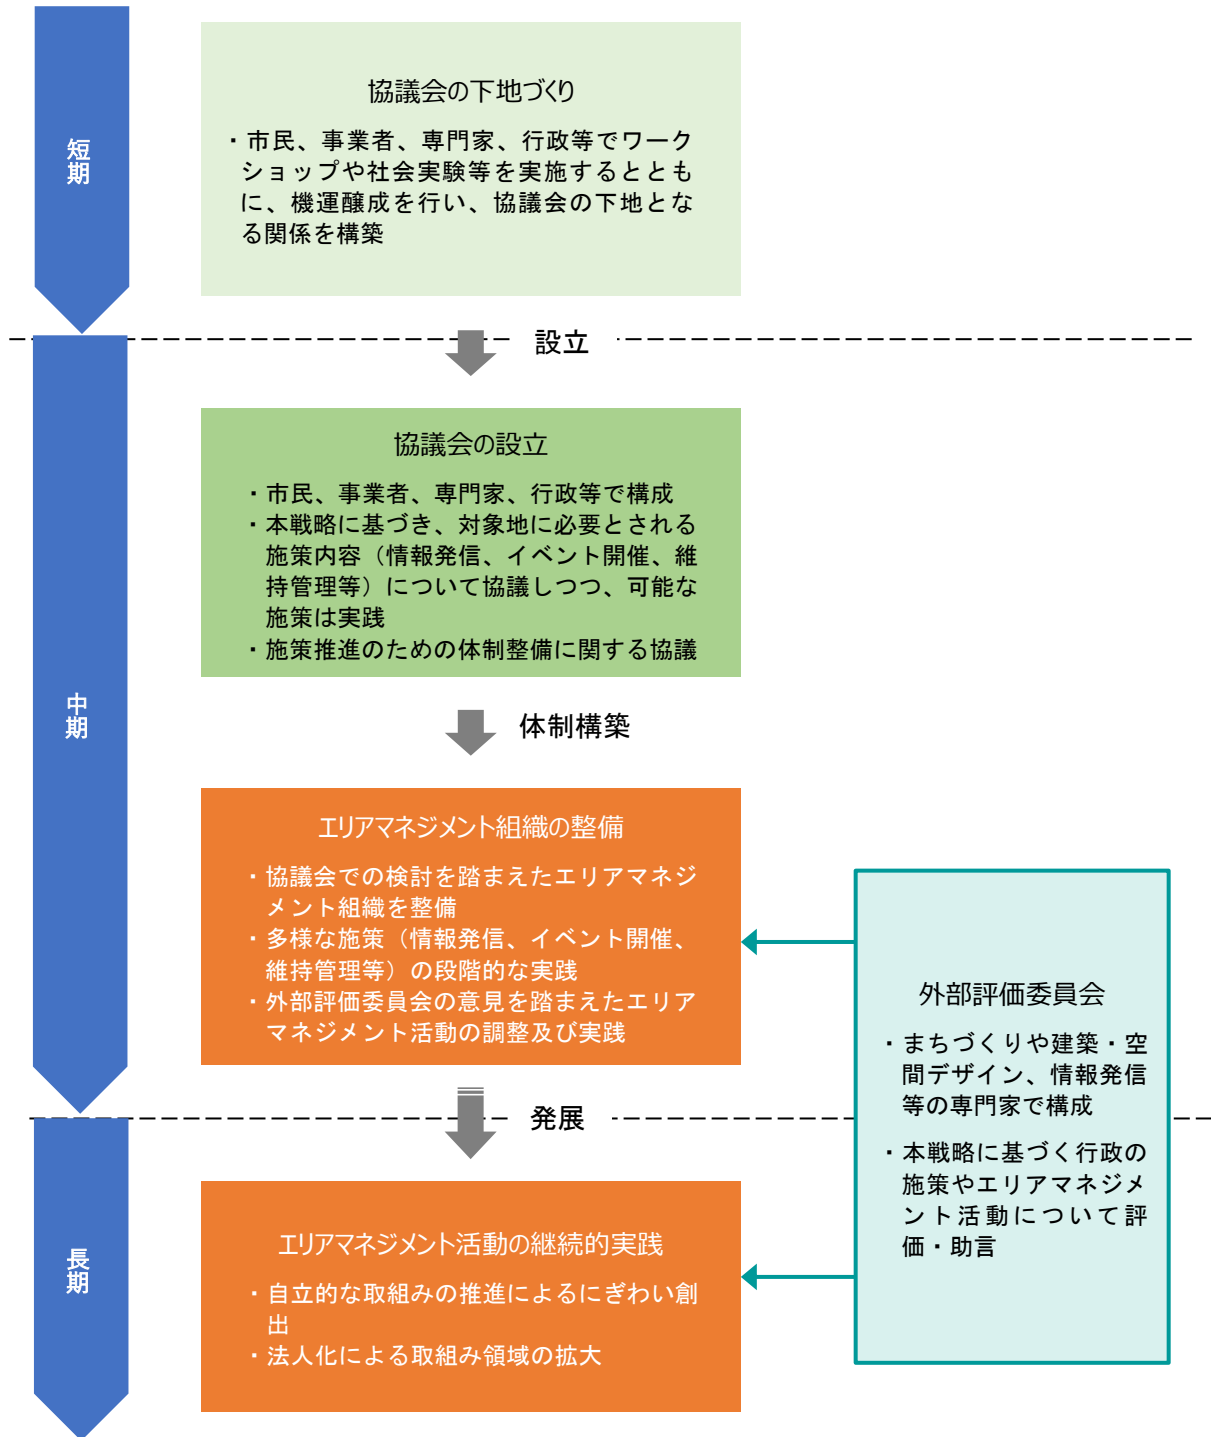 短期
協議会の下地づくり
・市民、事業者、専門家、行政等でワーク
ショップや社会実験等を実施するととも
に、機運醸成を行い、協議会の下地とな
る関係を構築
設立
中期
協議会の設立
・市民、事業者、専門家、行政等で構成
・本戦略に基づき、対象地に必要とされる
施策内容（情報発信、イベント開催、維
持管理等）について協議しつつ、可能な
施策は実践
・施策推進のための体制整備に関する協議
体制構築
エリアマネジメント組織の整備
・協議会での検討を踏まえたエリアマネジ
メント組織を整備
・多様な施策（情報発信、イベント開催、
維持管理等）の段階的な実践
・外部評価委員会の意見を踏まえたエリア
マネジメント活動の調整及び実践
外部評価委員会
・まちづくりや建築・空
間デザイン、情報発信
等の専門家で構成
・本戦略に基づく行政の
施策やエリアマネジメ
ント活動について評
価・助言
発展
長期
エリアマネジメント活動の継続的実践
・自立的な取組みの推進によるにぎわい創
出
・法人化による取組み領域の拡大